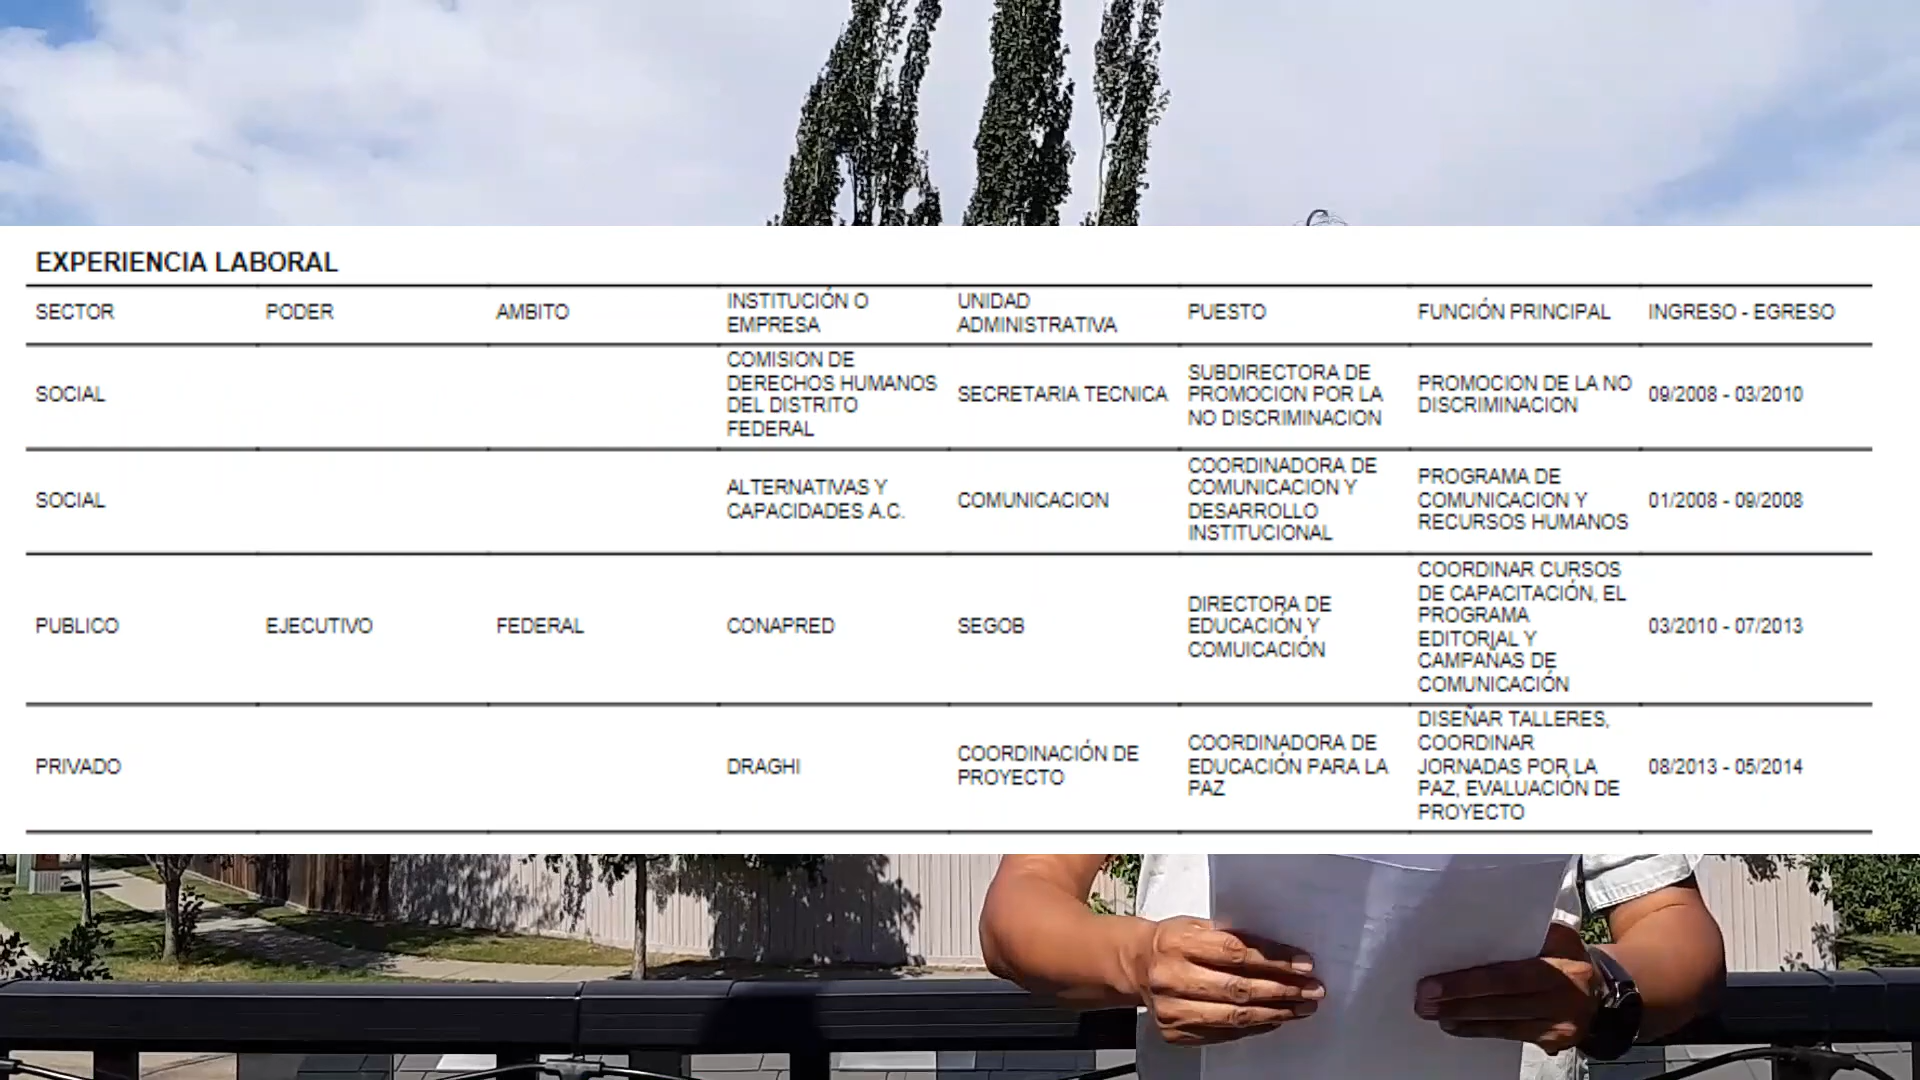 EXPERIENCIA LABORAL
SECTOR
PODER
AMBITO
INSTITUCIÓN O
EMPRESA
UNIDAD
ADMINISTRATIVA
PUESTO
FUNCIÓN PRINCIPAL
INGRESO - EGRESO
SOCIAL
COMISION DE
DERECHOS HUMANOS
DEL DISTRITO
FEDERAL
SECRETARIA TECNICA
SUBDIRECTORA DE
PROMOCION POR LA
NO DISCRIMINACION
PROMOCION DE LA NO
DISCRIMINACION
09/2008 - 03/2010
SOCIAL
ALTERNATIVAS Y
CAPACIDADES A.C.
COMUNICACION
COORDINADORA DE
COMUNICACION Y
DESARROLLO
INSTITUCIONAL
PROGRAMA DE
COMUNICACION Y
RECURSOS HUMANOS
01/2008 - 09/2008
PUBLICO
EJECUTIVO
FEDERAL
CONAPRED
SEGOB
DIRECTORA DE
EDUCACIÓN Y
COMUICACIÓN
COORDINAR CURSOS
DE CAPACITACIÓN, EL
PROGRAMA
EDITORIAL Y
CAMPAÑAS DE
COMUNICACIÓN
03/2010 - 07/2013
PRIVADO
DRAGHI
COORDINACIÓN DE
PROYECTO
COORDINADORA DE
EDUCACIÓN PARA LA
PAZ
DISEÑAR TALLERES,
COORDINAR
JORNADAS POR LA
PAZ, EVALUACIÓN DE
PROYECTO
08/2013 - 05/2014